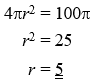 4πr² = 100π
r² = 25
r = 5